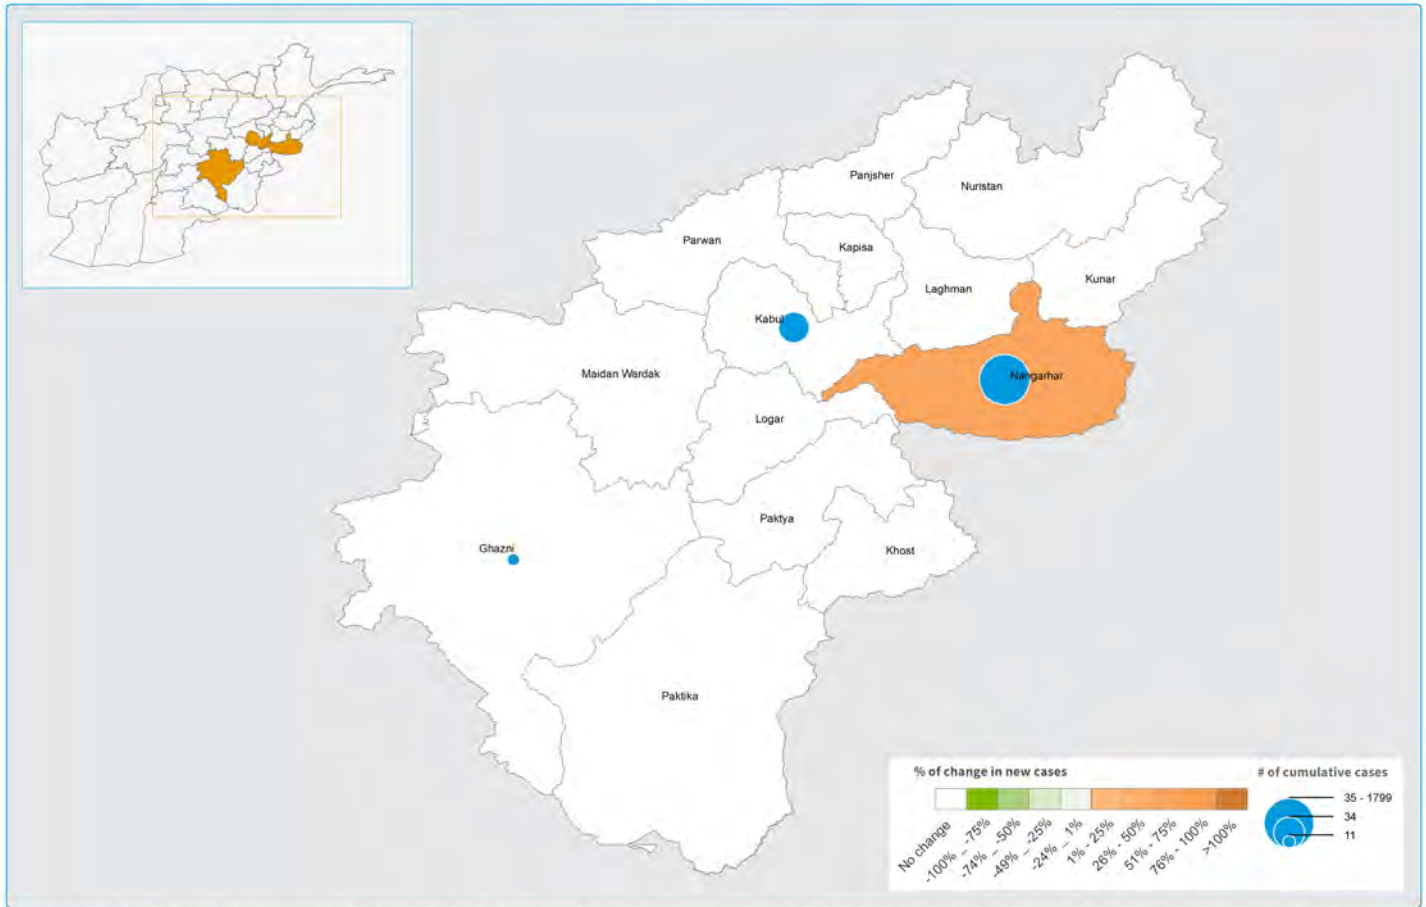 Panjsher
Nuristan
Parwan
Kapisa
Kunar
Laghman
Kabul
Maidan Wardak
Nangarhar
Logar
Paktya
Ghazni
Khost
Paktika
% of change in new cases
No change
-100% _ -75%
-74% _ -50%
-49% _ -25%
-24% _ 1%
1% - 25%
26% - 50%
51% - 75%
76% - 100%
>100%
# of cumulative cases
35 - 1799
34
11